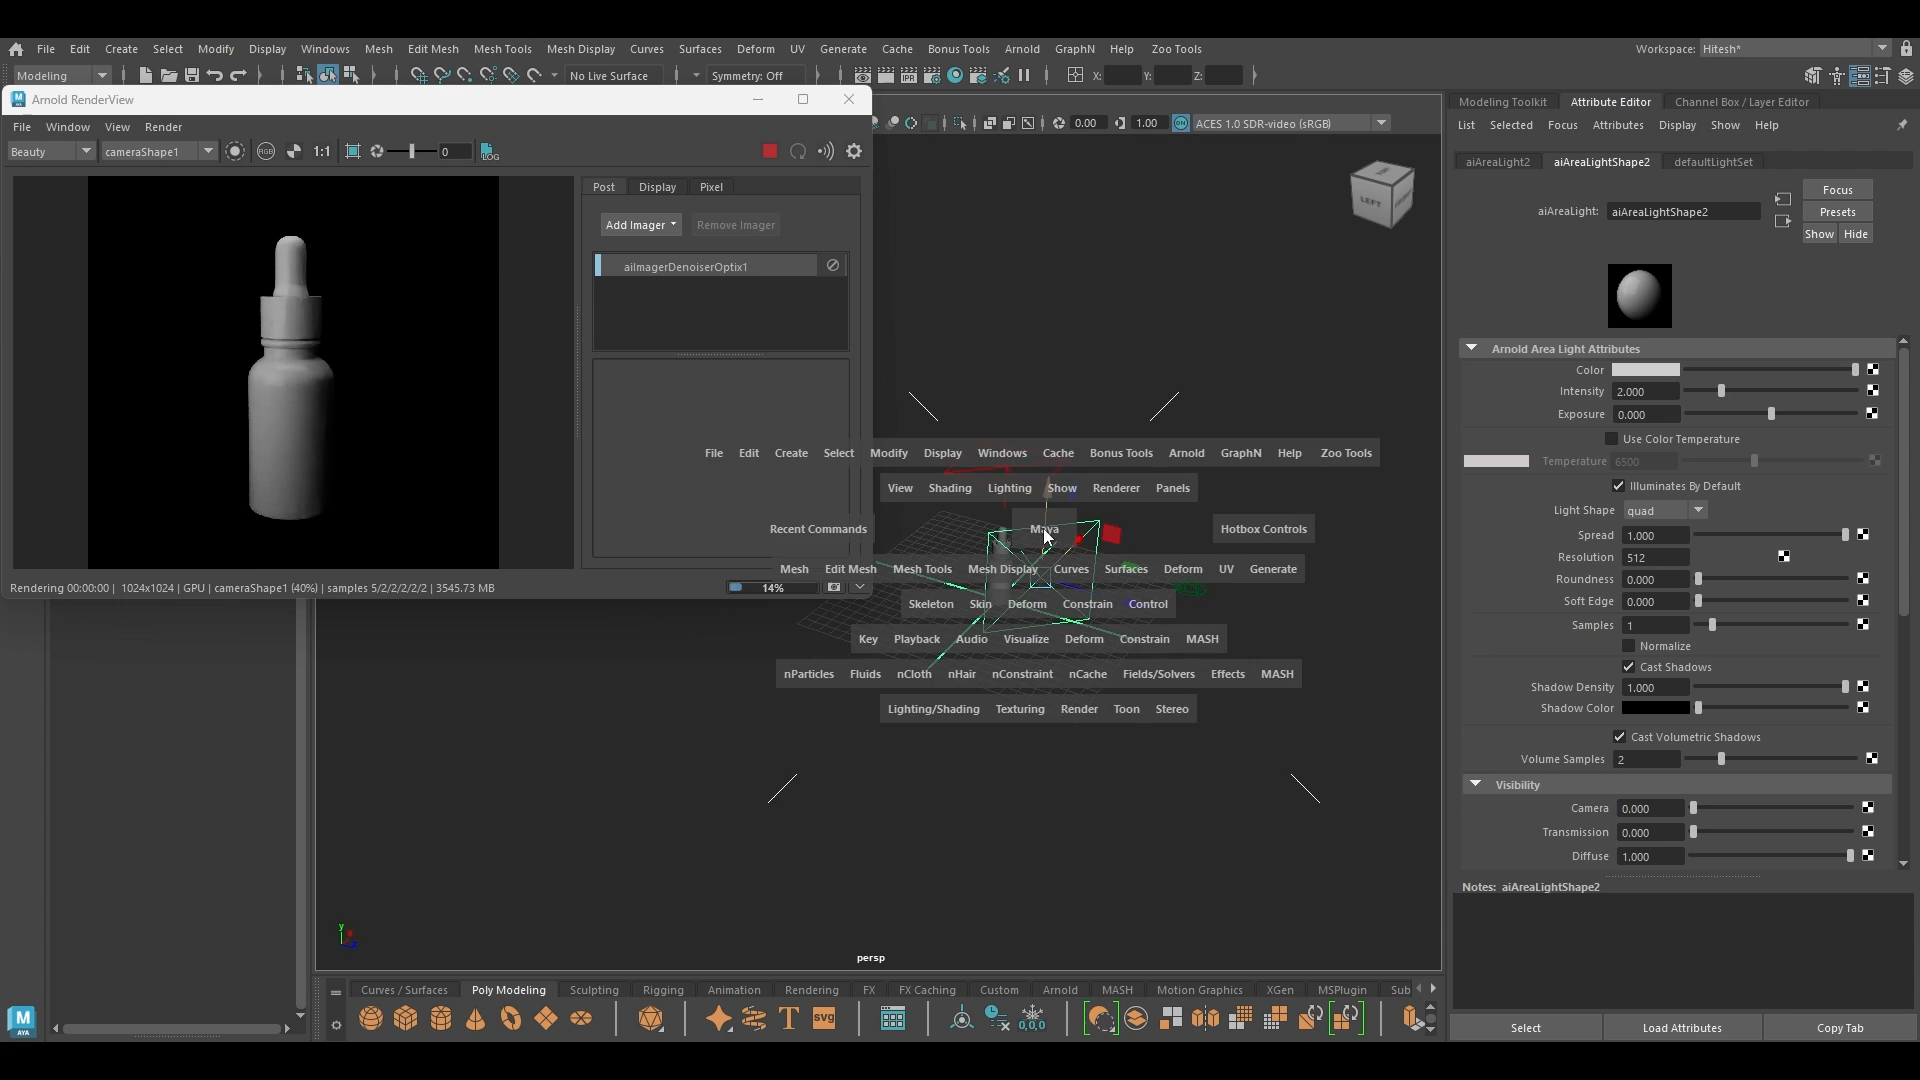 File Edit Create Select Modify Display Windows Mesh Edit Mesh Mesh Tools Mesh Display Curves Surfaces Deform UV Generate Cache Bonus Tools Arnold GraphN Help Zoo Tools Workspace: Hitesh*
Modeling No Live Surface Symmetry: Off IPR X: Y: Z:
Arnold RenderView
Modeling Toolkit Attribute Editor Channel Box / Layer Editor
File Window View Render
0.00 1.00 ON ACES 1.0 SDR-video (sRGB)
List Selected Focus Attributes Display Show Help
Beauty cameraShape1 RGB 1:1 0 LOG
aiAreaLight2 aiAreaLightShape2 defaultLightSet
Post Display Pixel
Focus
aiAreaLight: aiAreaLightShape2 Presets
Show Hide
Add Imager Remove Imager
aiImagerDenoiserOptix1
LEFT
Arnold Area Light Attributes
Color
Intensity 2.000
Exposure 0.000
Use Color Temperature
Temperature 6500
Illuminates By Default
Light Shape quad
Spread 1.000
Resolution 512
Roundness 0.000
Soft Edge 0.000
Samples 1
Normalize
Cast Shadows
Shadow Density 1.000
Shadow Color
Cast Volumetric Shadows
Volume Samples 2
Visibility
Camera 0.000
Transmission 0.000
Diffuse 1.000
Notes: aiAreaLightShape2
File Edit Create Select Modify Display Windows Cache Bonus Tools Arnold GraphN Help Zoo Tools
View Shading Lighting Show Renderer Panels
Recent Commands Maya Hotbox Controls
Mesh Edit Mesh Mesh Tools Mesh Display Curves Surfaces Deform UV Generate
Rendering 00:00:00 | 1024x1024 | GPU | cameraShape1 (40%) | samples 5/2/2/2/2/2 | 3545.73 MB 14%
Skeleton Skin Deform Constrain Control
Key Playback Audio Visualize Deform Constrain MASH
nParticles Fluids nCloth nHair nConstraint nCache Fields/Solvers Effects MASH
Lighting/Shading Texturing Render Toon Stereo
y
persp
Curves / Surfaces Poly Modeling Sculpting Rigging Animation Rendering FX FX Caching Custom Arnold MASH Motion Graphics XGen MSPlugin Sub
M AYA T SVG 0,0,0
Select Load Attributes Copy Tab